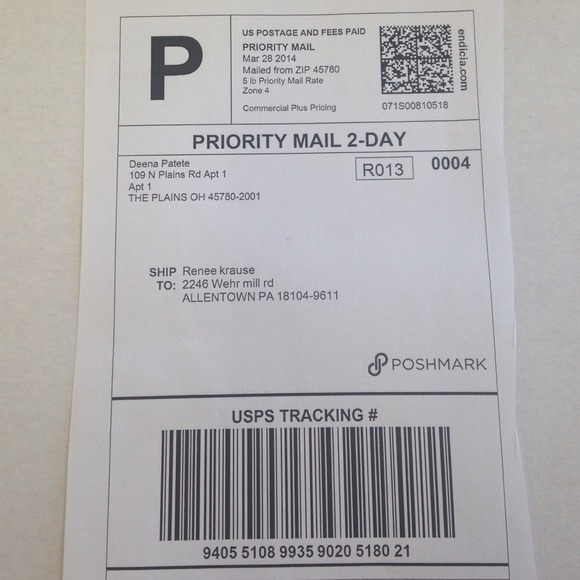 P
US POSTAGE AND FEES PAID
PRIORITY MAIL
Mar 28 2014
Mailed from ZIP 45780
5 lb Priority Mail Rate
Zone 4
Commercial Plus Pricing
071S00810518
endicia.com
PRIORITY MAIL 2-DAY
Deena Patete
109 N Plains Rd Apt 1
Apt 1
THE PLAINS OH 45780-2001
R013
0004
SHIP Renee krause
TO: 2246 Wehr mill rd
ALLENTOWN PA 18104-9611
POSHMARK
USPS TRACKING #
9405 5108 9935 9020 5180 21